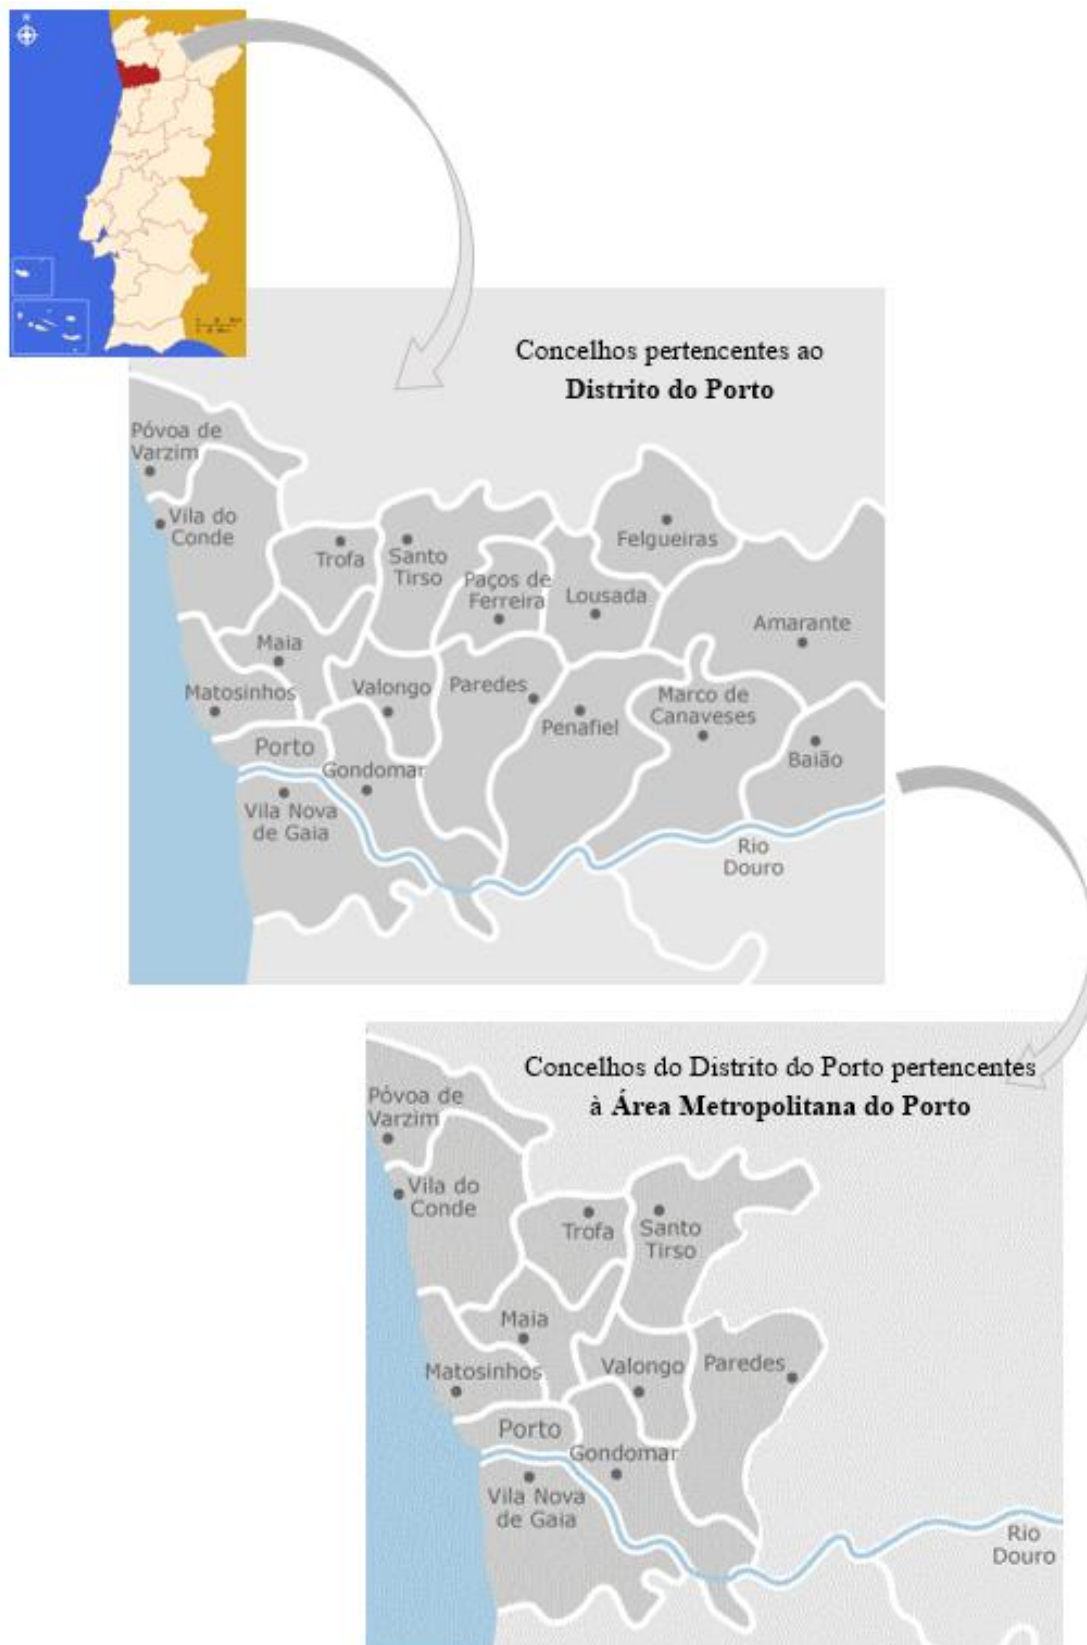 N
Concelhos pertencentes ao
Distrito do Porto
Póvoa de
Varzim
Vila do
Conde
Trofa
Santo
Tirso
Paços de
Ferreira
Lousada
Felgueiras
Amarante
Maia
Matosinhos
Valongo
Paredes
Penafiel
Marco de
Canaveses
Baião
Porto
Gondomar
Vila Nova
de Gaia
Rio
Douro
Concelhos do Distrito do Porto pertencentes
à Área Metropolitana do Porto
Póvoa de
Varzim
Vila do
Conde
Trofa
Santo
Tirso
Maia
Matosinhos
Valongo
Paredes
Porto
Gondomar
Vila Nova
de Gaia
Rio
Douro